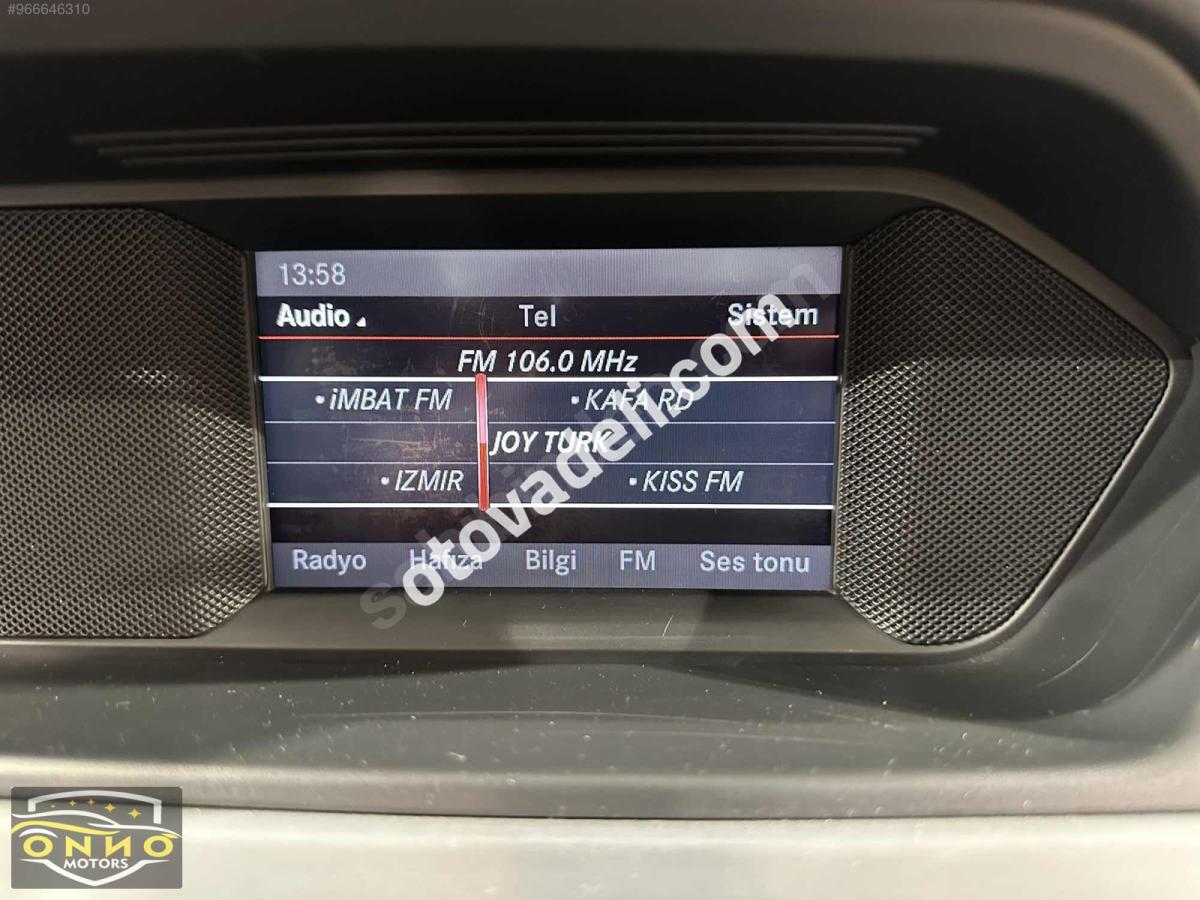 #966646310
13:58
Audio Tel Sistem
FM 106.0 MHz
•iMBAT FM •KAFA RD
JOY TURK
•IZMIR •KISS FM
Radyo Hafıza Bilgi FM Ses tonu
otovadeli.com
ONNO
MOTORS